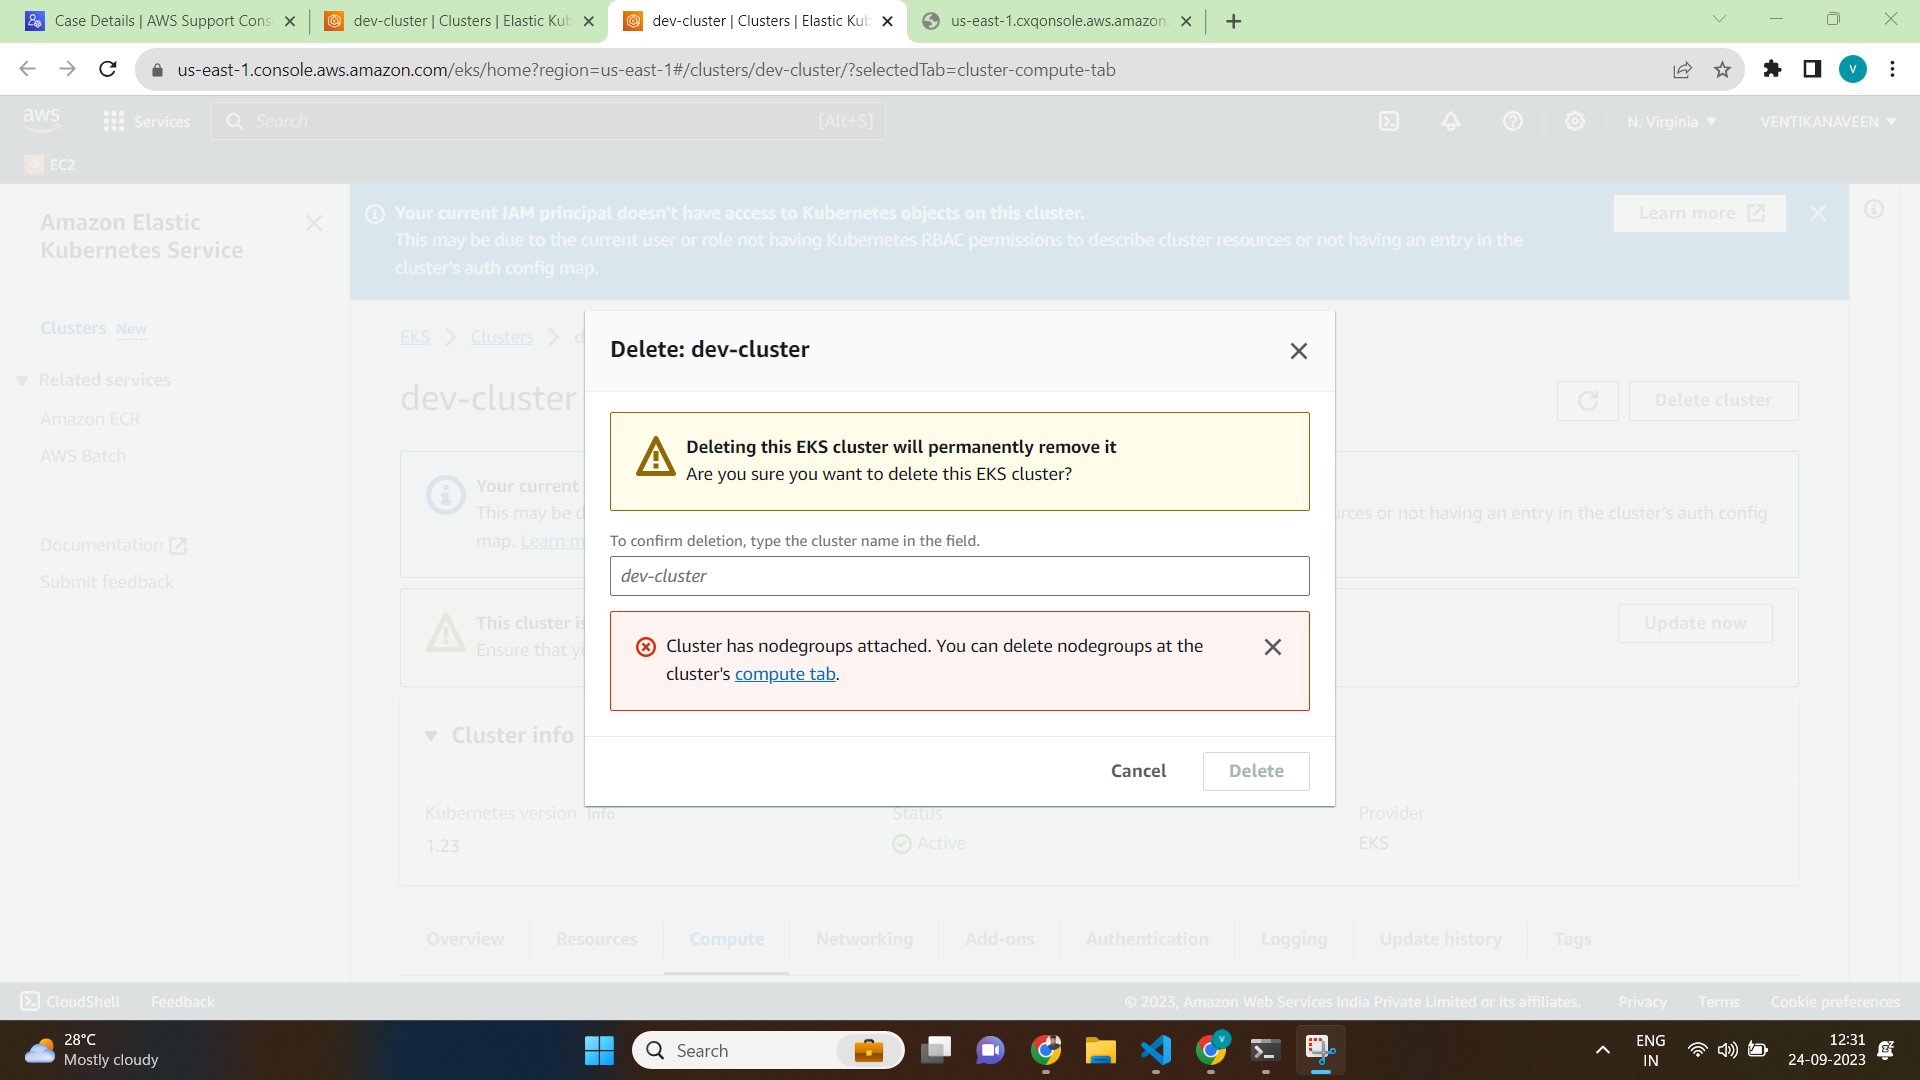 Case Details | AWS Support Cons
dev-cluster | Clusters | Elastic Kub
dev-cluster | Clusters | Elastic Kub
us-east-1.cxqonsole.aws.amazon.
us-east-1.console.aws.amazon.com/eks/home?region=us-east-1#/clusters/dev-cluster/?selectedTab=cluster-compute-tab
V
aws
Services
Search
[Alt+S]
N. Virginia
VENTIKANAVEEN
EC2
Amazon Elastic
Kubernetes Service
Clusters New
Related services
Amazon ECR
AWS Batch
Documentation
Submit feedback
Your current IAM principal doesn't have access to Kubernetes objects on this cluster.
This may be due to the current user or role not having Kubernetes RBAC permissions to describe cluster resources or not having an entry in the
cluster's auth config map.
Learn more
EKS
Clusters
d
dev-cluster
Delete cluster
Your current
This may be d
urces or not having an entry in the cluster's auth config
map. Learn m
This cluster is
Ensure that yo
Update now
Delete: dev-cluster
Deleting this EKS cluster will permanently remove it
Are you sure you want to delete this EKS cluster?
To confirm deletion, type the cluster name in the field.
dev-cluster
Cluster has nodegroups attached. You can delete nodegroups at the
cluster's compute tab.
Cancel
Delete
Cluster info
Kubernetes version Info
1.23
Status
Active
Provider
EKS
Overview
Resources
Compute
Networking
Add-ons
Authentication
Logging
Update history
Tags
CloudShell
Feedback
© 2023, Amazon Web Services India Private Limited or its affiliates.
Privacy
Terms
Cookie preferences
28°C
Mostly cloudy
Search
V
ENG
IN
12:31
24-09-2023